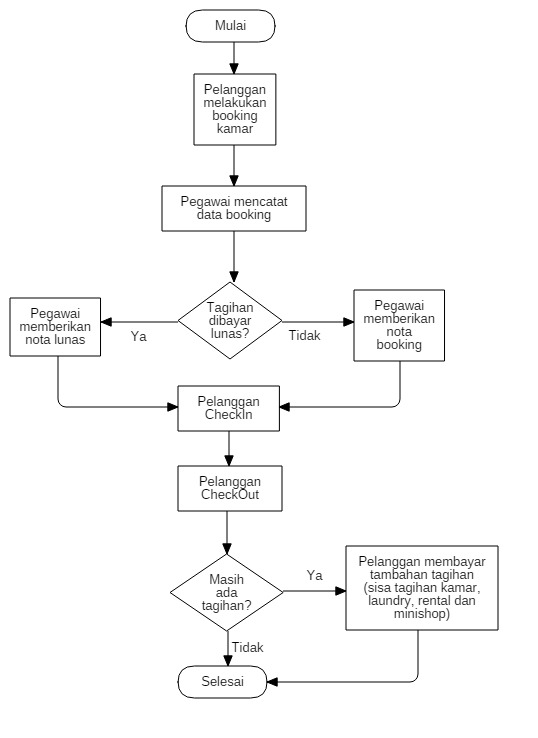 Mulai
Pelanggan
melakukan
booking
kamar
Pegawai mencatat
data booking
Tagihan
dibayar
lunas?
Ya
Tidak
Pegawai
memberikan
nota lunas
Pegawai
memberikan
nota
booking
Pelanggan
CheckIn
Pelanggan
CheckOut
Masih
ada
tagihan?
Ya
Tidak
Pelanggan membayar
tambahan tagihan
(sisa tagihan kamar,
laundry, rental dan
minishop)
Selesai